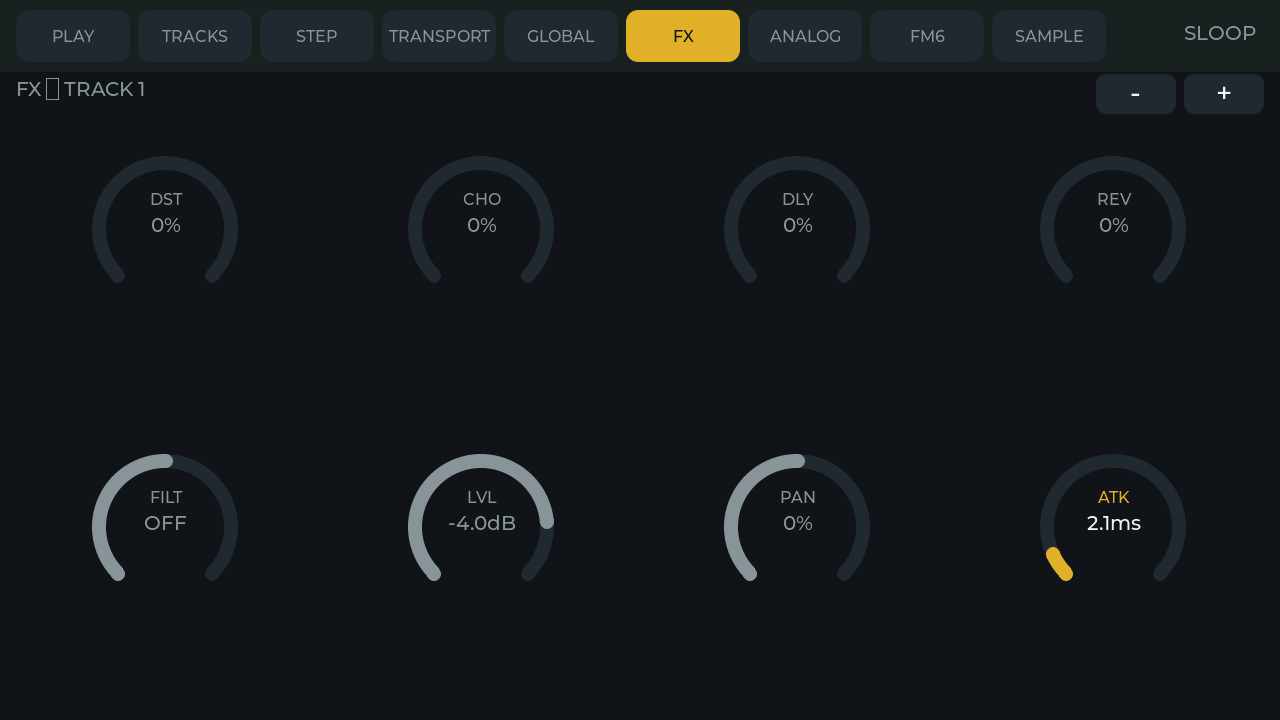 PLAY TRACKS STEP TRANSPORT GLOBAL FX ANALOG FM6 SAMPLE SLOOP
FX □ TRACK 1 - +
DST CHO DLY REV
0% 0% 0% 0%
FILT LVL PAN ATK
OFF -4.0dB 0% 2.1ms